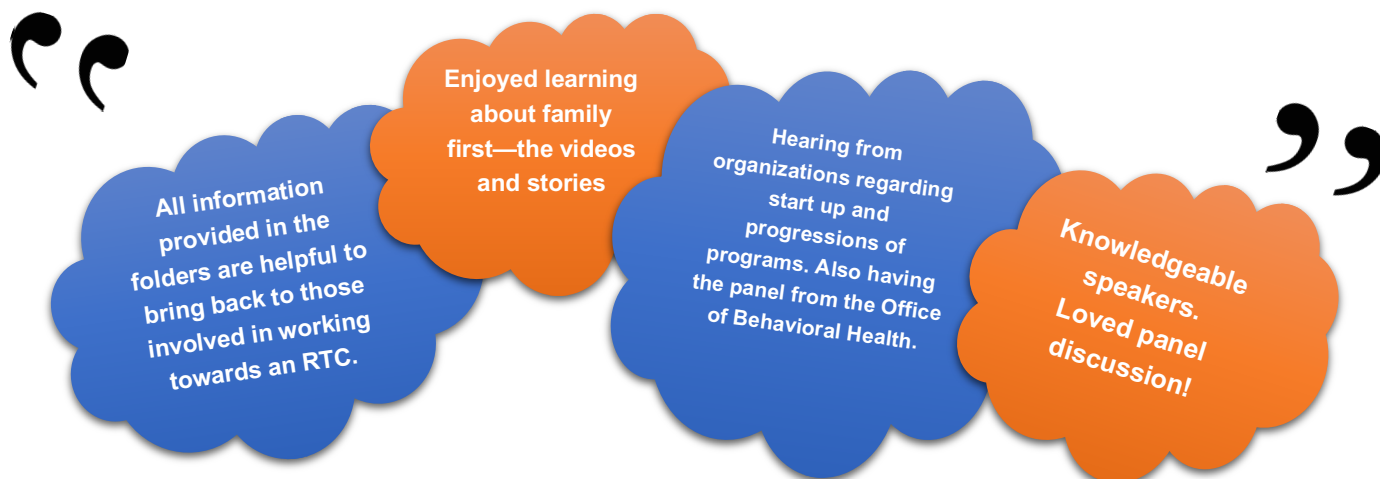 All information
provided in the
folders are helpful to
bring back to those
involved in working
towards an RTC.
Enjoyed learning
about family
first—the videos
and stories
Hearing from
organizations regarding
start up and
progressions of
programs. Also having
the panel from the Office
of Behavioral Health.
Knowledgeable
speakers.
Loved panel
discussion!